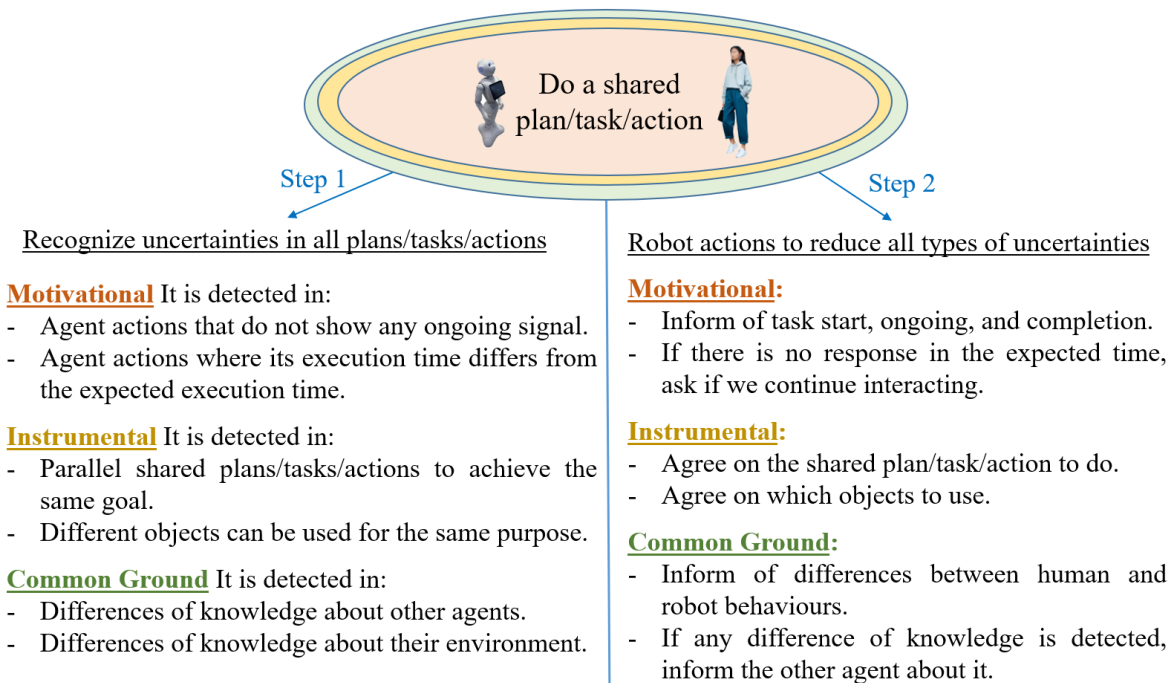 Do a shared
plan/task/action
Step 1
Step 2
Recognize uncertainties in all plans/tasks/actions
Motivational It is detected in:
- Agent actions that do not show any ongoing signal.
- Agent actions where its execution time differs from
the expected execution time.
Instrumental It is detected in:
- Parallel shared plans/tasks/actions to achieve the
same goal.
- Different objects can be used for the same purpose.
Common Ground It is detected in:
- Differences of knowledge about other agents.
- Differences of knowledge about their environment.
Robot actions to reduce all types of uncertainties
Motivational:
- Inform of task start, ongoing, and completion.
- If there is no response in the expected time,
ask if we continue interacting.
Instrumental:
- Agree on the shared plan/task/action to do.
- Agree on which objects to use.
Common Ground:
- Inform of differences between human and
robot behaviours.
- If any difference of knowledge is detected,
inform the other agent about it.